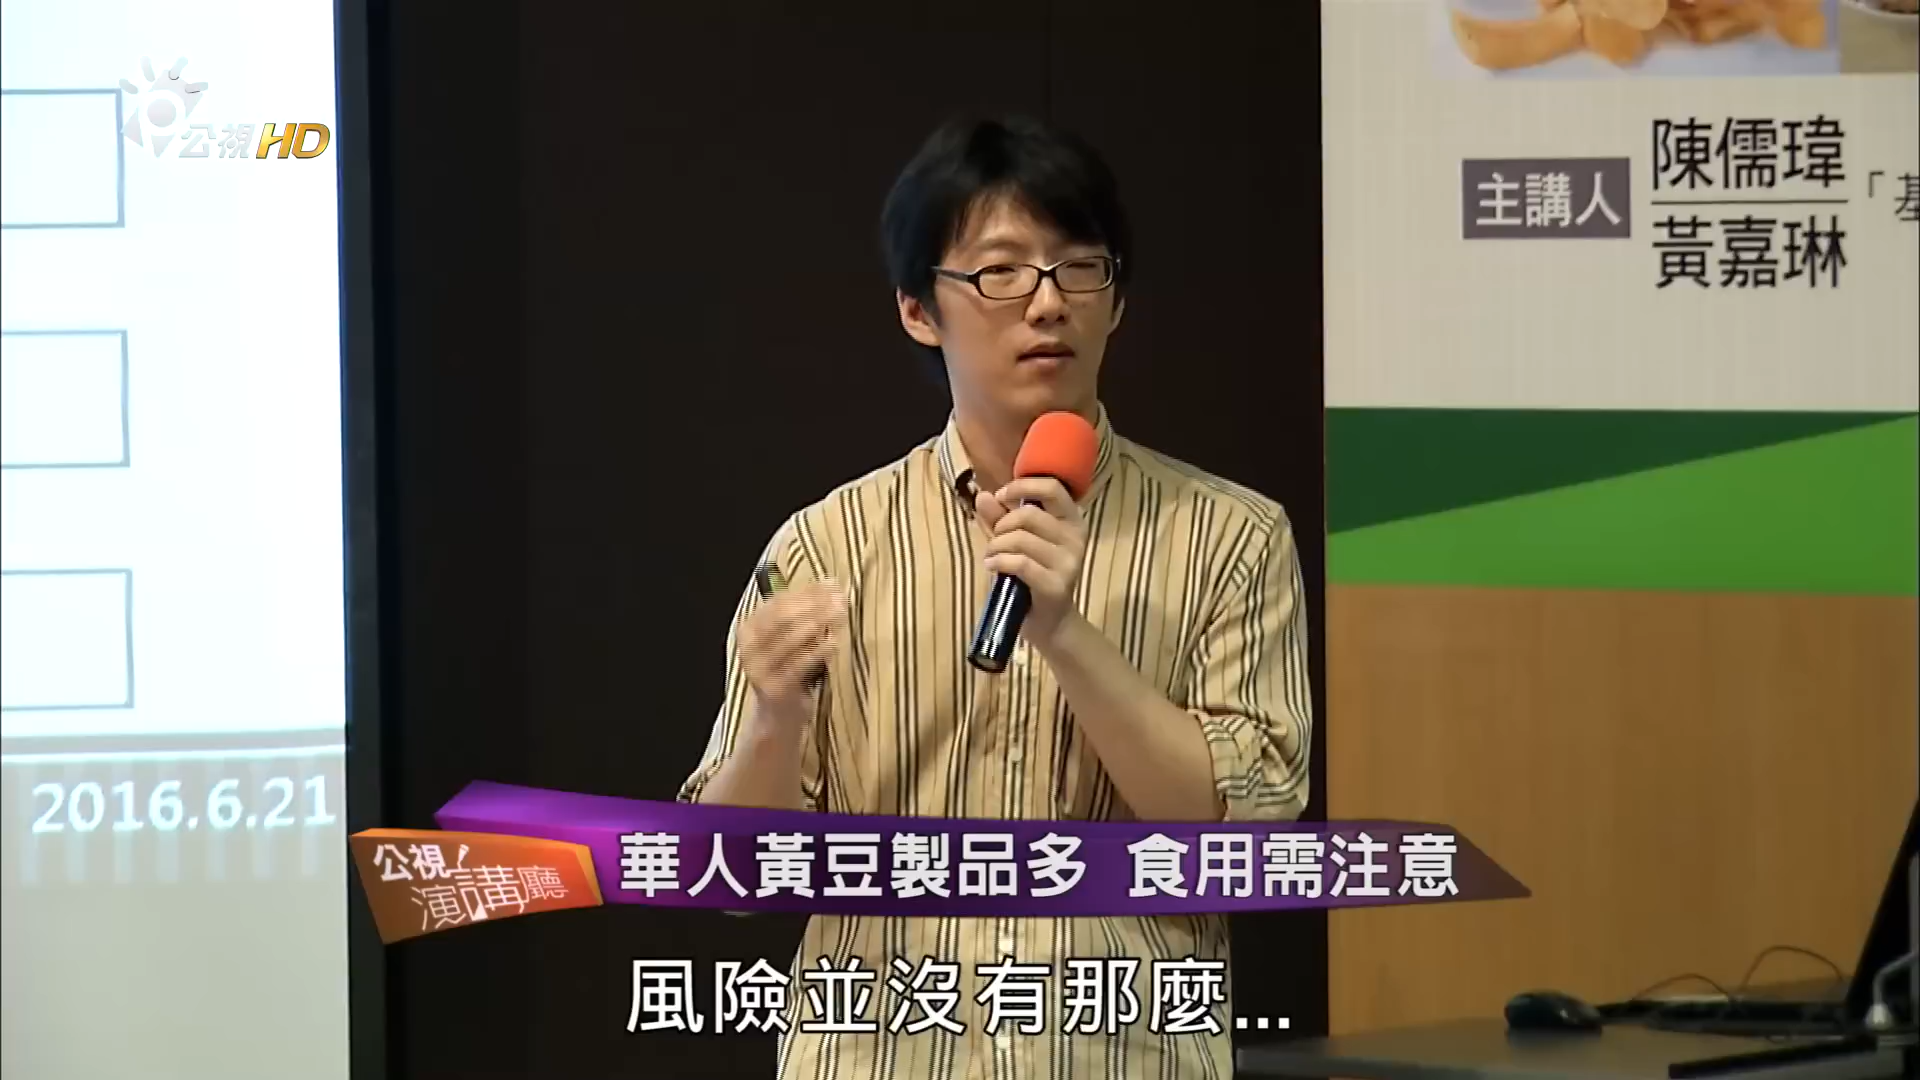 公視HD
主講人
陳儒瑋
黃嘉琳
「基
2016.6.21
公視
演講廳
華人黃豆製品多 食用需注意
風險並沒有那麼...